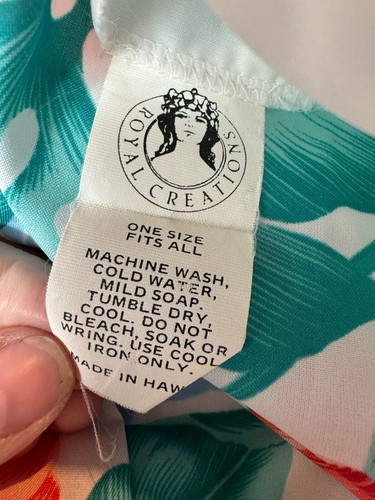 ROYAL CREATIONS
ONE SIZE
FITS ALL
MACHINE WASH,
COLD WATER,
MILD SOAP.
TUMBLE DRY,
COOL. DO NOT
BLEACH, SOAK OR
WRING. USE COOL
IRON ONLY.
MADE IN HAW